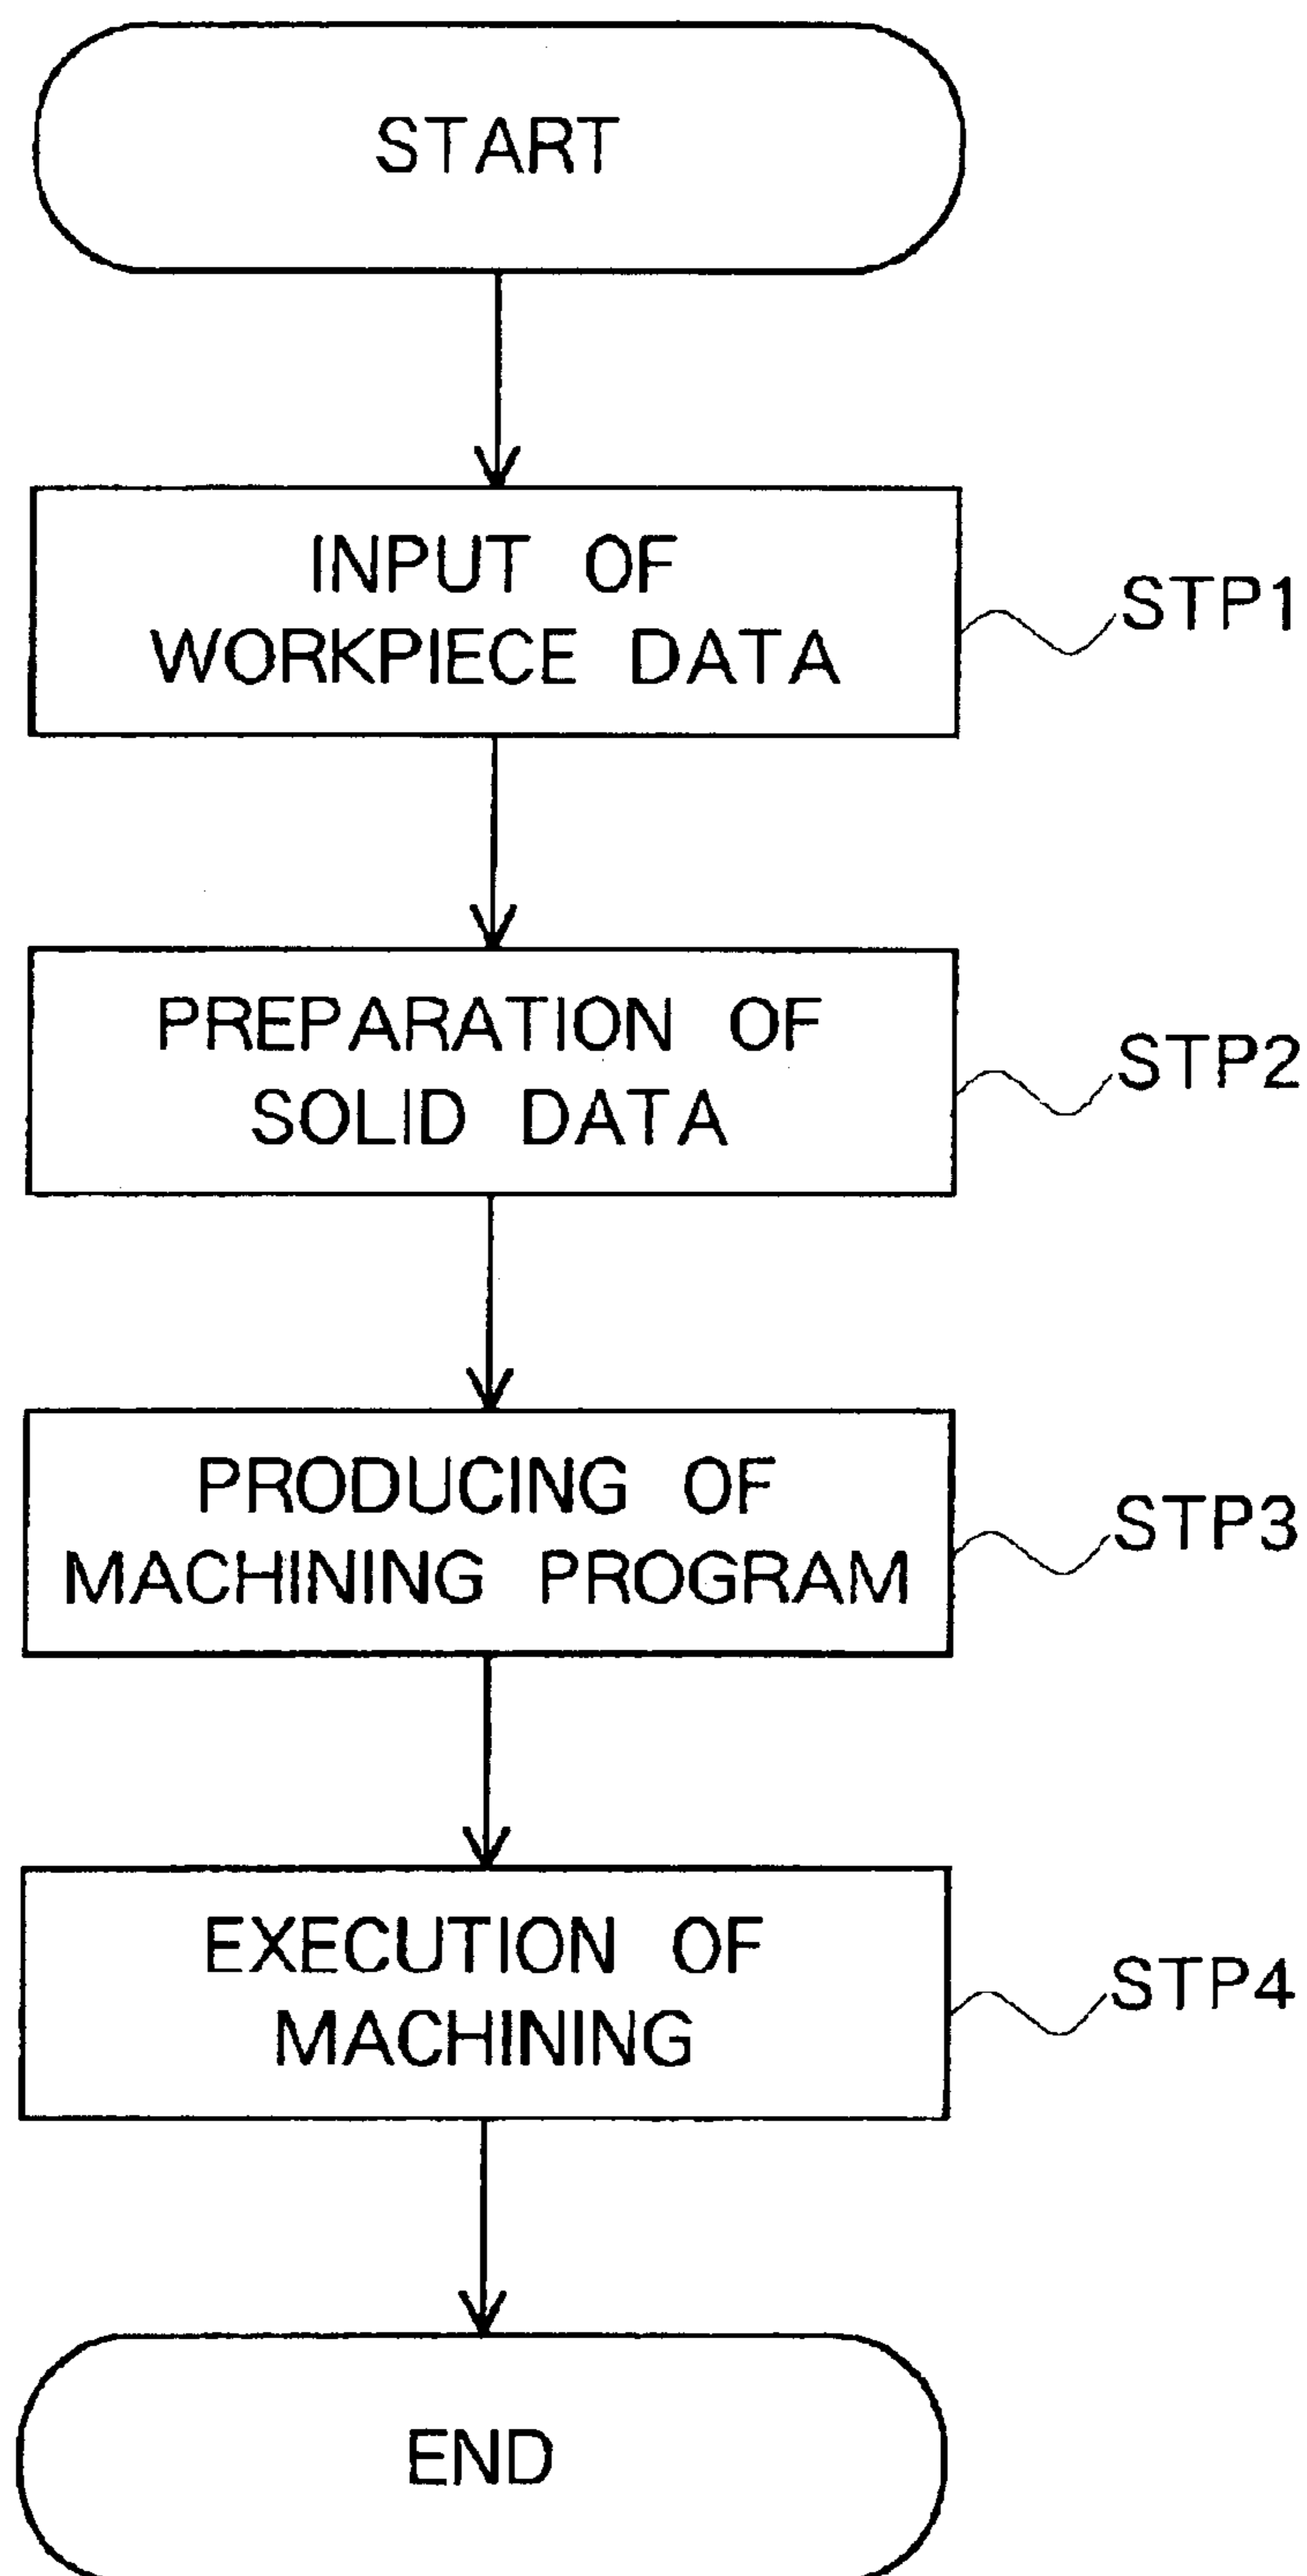 START
INPUT OF
WORKPIECE DATA
STP1
PREPARATION OF
SOLID DATA
STP2
PRODUCING OF
MACHINING PROGRAM
STP3
EXECUTION OF
MACHINING
STP4
END